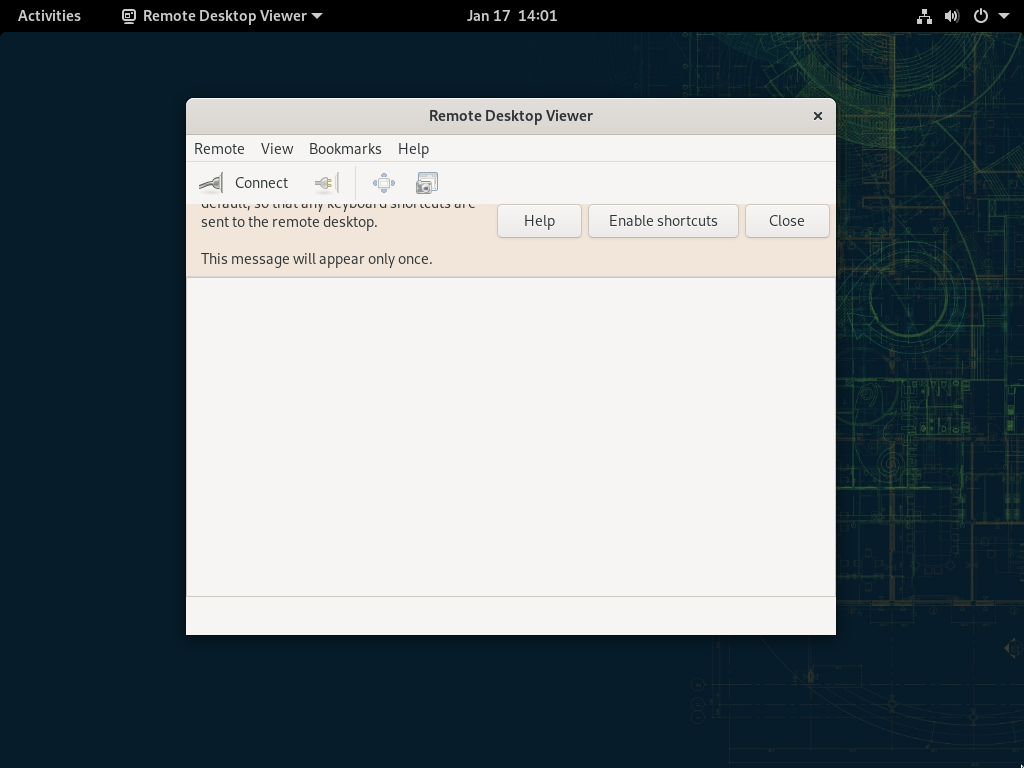 Activities
Remote Desktop Viewer
Jan 17 14:01
Remote Desktop Viewer
Remote View Bookmarks Help
Connect
default, so that any keyboard shortcuts are
sent to the remote desktop.
This message will appear only once.
Help
Enable shortcuts
Close